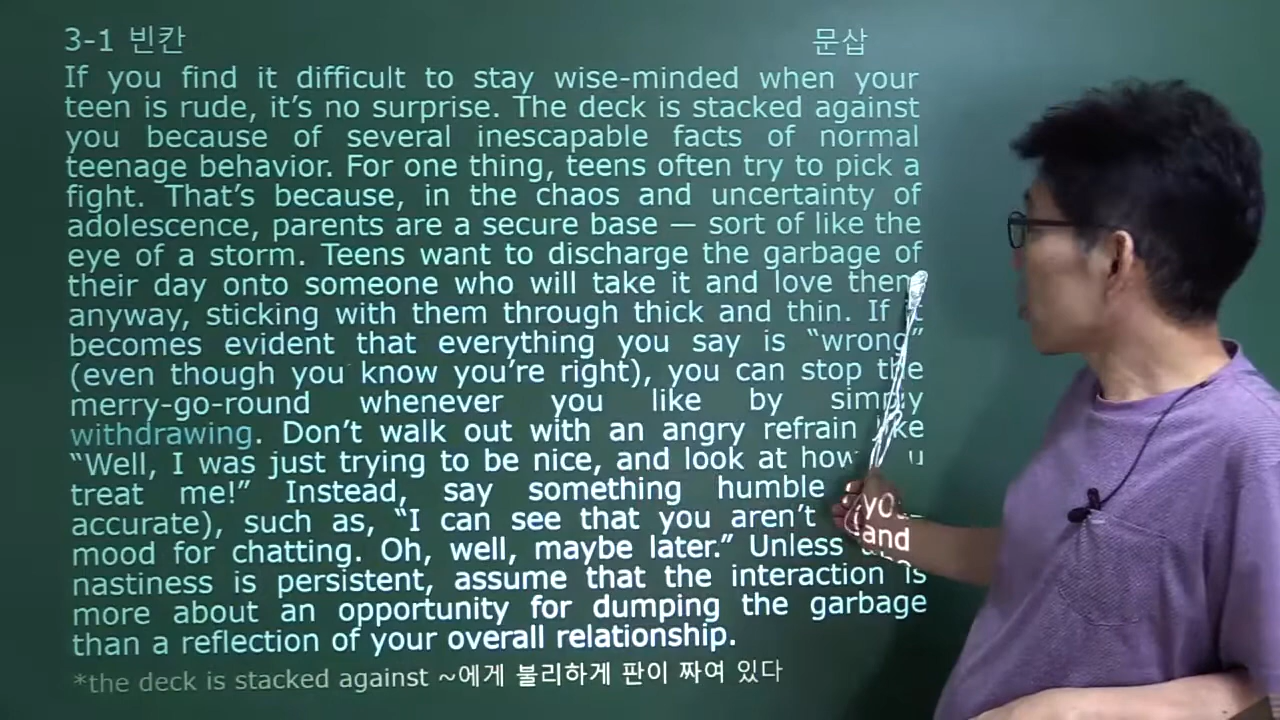 3-1 빈칸
문삽
If you find it difficult to stay wise-minded when your
teen is rude, it's no surprise. The deck is stacked against
you because of several inescapable facts of normal
teenage behavior. For one thing, teens often try to pick a
fight. That's because, in the chaos and uncertainty of
adolescence, parents are a secure base — sort of like the
eye of a storm. Teens want to discharge the garbage of
their day onto someone who will take it and love them
anyway, sticking with them through thick and thin. If
becomes evident that everything you say is "wrong"
(even though you know you're right), you can stop the
merry-go-round whenever you like by simply
withdrawing. Don't walk out with an angry refrain like
"Well, I was just trying to be nice, and look at how
treat me!" Instead, say something humble
accurate), such as, "I can see that you aren't
mood for chatting. Oh, well, maybe later." Unless
nastiness is persistent, assume that the interaction is
more about an opportunity for dumping the garbage
than a reflection of your overall relationship.
*the deck is stacked against ~에게 불리하게 판이 짜여 있다